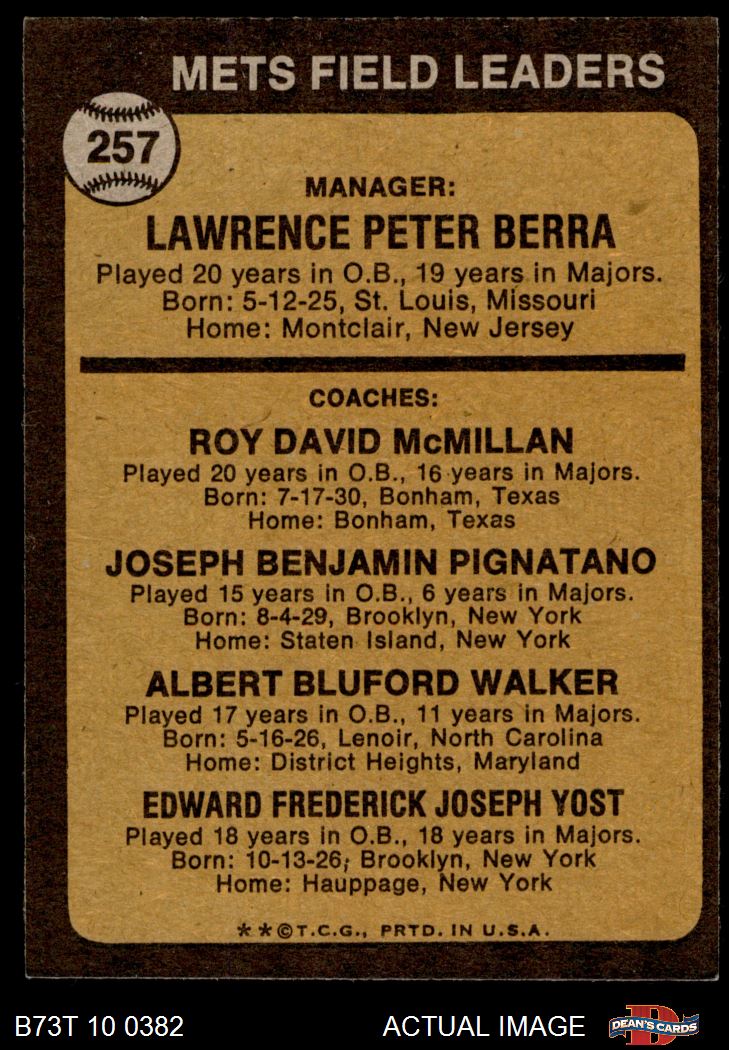 METS FIELD LEADERS
257
MANAGER:
LAWRENCE PETER BERRA
Played 20 years in O.B., 19 years in Majors.
Born: 5-12-25, St. Louis, Missouri
Home: Montclair, New Jersey
COACHES:
ROY DAVID McMILLAN
Played 20 years in O.B., 16 years in Majors.
Born: 7-17-30, Bonham, Texas
Home: Bonham, Texas
JOSEPH BENJAMIN PIGNATANO
Played 15 years in O.B., 6 years in Majors.
Born: 8-4-29, Brooklyn, New York
Home: Staten Island, New York
ALBERT BLUFORD WALKER
Played 17 years in O.B., 11 years in Majors.
Born: 5-16-26, Lenoir, North Carolina
Home: District Heights, Maryland
EDWARD FREDERICK JOSEPH YOST
Played 18 years in O.B., 18 years in Majors.
Born: 10-13-26, Brooklyn, New York
Home: Hauppage, New York
**©T.C.G., PRTD. IN U.S.A.
B73T 10 0382 ACTUAL IMAGE DEAN'S CARDS